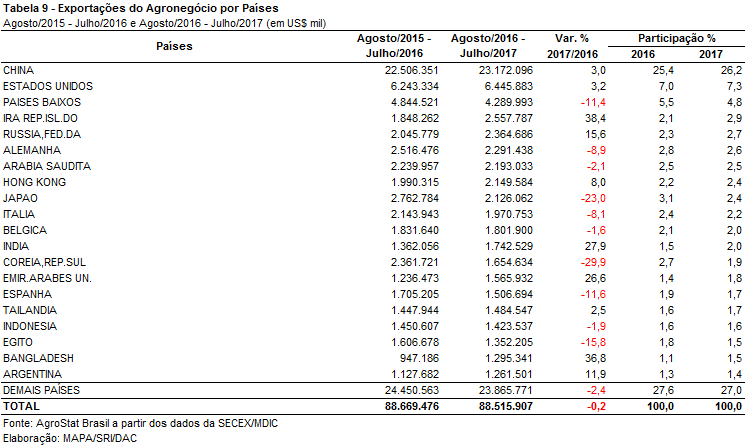 Tabela 9 - Exportações do Agronegócio por Países
Agosto/2015 - Julho/2016 e Agosto/2016 - Julho/2017 (em US$ mil)
Países Agosto/2015 - Julho/2016 Agosto/2016 - Julho/2017 Var. % 2017/2016 Participação % 2016 2017
CHINA 22.506.351 23.172.096 3,0 25,4 26,2
ESTADOS UNIDOS 6.243.334 6.445.883 3,2 7,0 7,3
PAISES BAIXOS 4.844.521 4.289.993 -11,4 5,5 4,8
IRA REP.ISL.DO 1.848.262 2.557.787 38,4 2,1 2,9
RUSSIA,FED.DA 2.045.779 2.364.686 15,6 2,3 2,7
ALEMANHA 2.516.476 2.291.438 -8,9 2,8 2,6
ARABIA SAUDITA 2.239.957 2.193.033 -2,1 2,5 2,5
HONG KONG 1.990.315 2.149.584 8,0 2,2 2,4
JAPAO 2.762.784 2.126.062 -23,0 3,1 2,4
ITALIA 2.143.943 1.970.753 -8,1 2,4 2,2
BELGICA 1.831.640 1.801.900 -1,6 2,1 2,0
INDIA 1.362.056 1.742.529 27,9 1,5 2,0
COREIA,REP.SUL 2.361.721 1.654.634 -29,9 2,7 1,9
EMIR.ARABES UN. 1.236.473 1.565.932 26,6 1,4 1,8
ESPANHA 1.705.205 1.506.694 -11,6 1,9 1,7
TAILANDIA 1.447.944 1.484.547 2,5 1,6 1,7
INDONESIA 1.450.607 1.423.537 -1,9 1,6 1,6
EGITO 1.606.678 1.352.205 -15,8 1,8 1,5
BANGLADESH 947.186 1.295.341 36,8 1,1 1,5
ARGENTINA 1.127.682 1.261.501 11,9 1,3 1,4
DEMAIS PAÍSES 24.450.563 23.865.771 -2,4 27,6 27,0
TOTAL 88.669.476 88.515.907 -0,2 100,0 100,0
Fonte: AgroStat Brasil a partir dos dados da SECEX/MDIC
Elaboração: MAPA/SRI/DAC